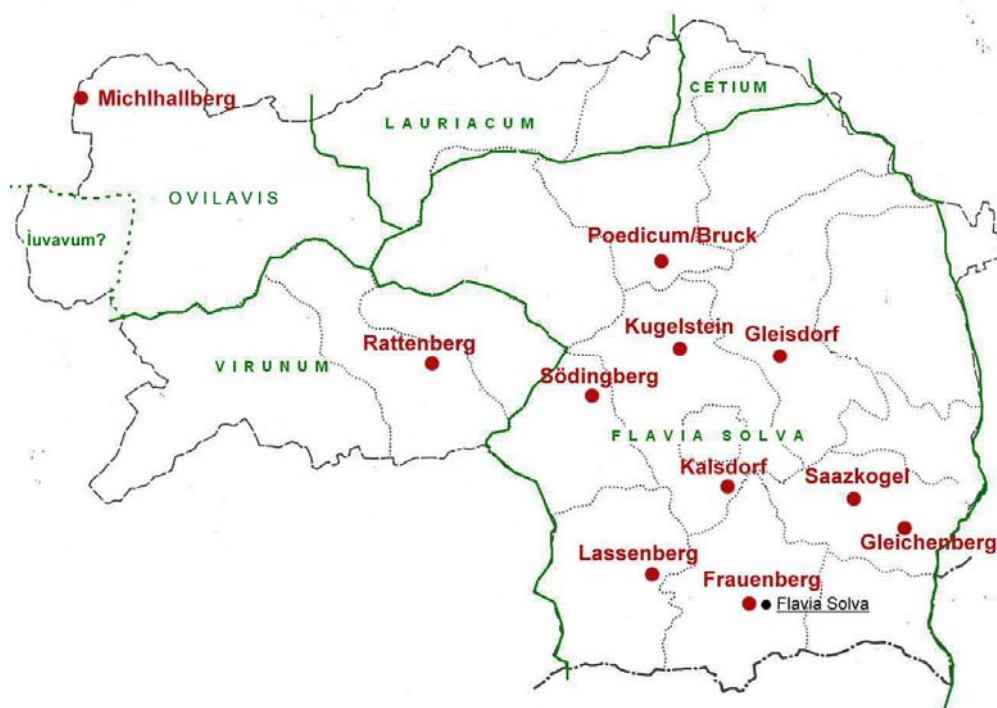 Michlhallberg
CETIUM
LAURIACUM
OVILAVIS
Iuvavum?
Poedicum/Bruck
Kugelstein
Gleisdorf
Rattenberg
VIRUNUM
Södingberg
FLAVIA SOLVA
Kalsdorf
Saazkogel
Gleichenberg
Lassenberg
Frauenberg
Flavia Solva